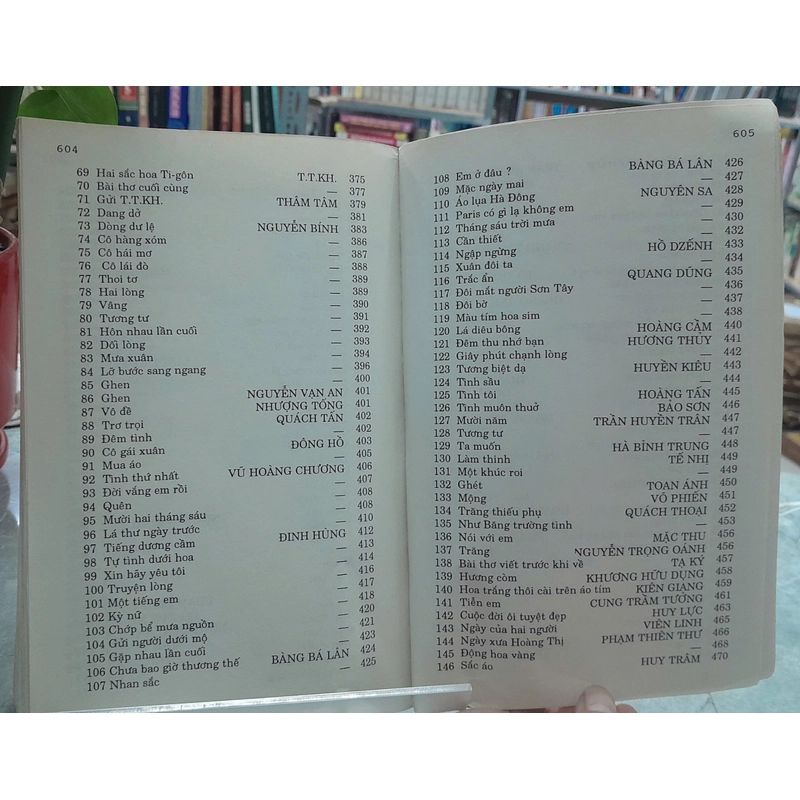 604
69 Hai sắc hoa Ti-gôn T.T.KH. 375
70 Bài thơ cuối cùng — 377
71 Gửi T.T.KH. THÂM TÂM 379
72 Dang dở — 381
73 Dòng dư lệ NGUYỄN BÍNH 383
74 Cô hàng xóm — 386
75 Cô hái mơ — 387
76 Cô lái đò — 388
77 Thoi tơ — 389
78 Hai lòng — 389
79 Vâng — 390
80 Tương tư — 391
81 Hôn nhau lần cuối — 392
82 Dối lòng — 393
83 Mưa xuân — 394
84 Lỡ bước sang ngang — 396
85 Ghen — 400
86 Ghen NGUYỄN VẠN AN 401
87 Vô đề NHƯỢNG TỐNG 401
88 Trơ trọi QUÁCH TẤN 402
89 Đêm tình — 402
90 Cô gái xuân ĐÔNG HỒ 403
91 Mua áo — 405
92 Tình thứ nhất VŨ HOÀNG CHƯƠNG 406
93 Đời vắng em rồi — 407
94 Quên — 408
95 Mười hai tháng sáu — 408
96 Lá thư ngày trước — 410
97 Tiếng dương cầm ĐINH HÙNG 412
98 Tự tình dưới hoa — 413
99 Xin hãy yêu tôi — 414
100 Truyện lòng — 416
101 Một tiếng em — 417
102 Kỳ nữ — 418
103 Chớp bể mưa nguồn — 420
104 Gửi người dưới mộ — 421
105 Gặp nhau lần cuối — 423
106 Chưa bao giờ thương thế BÀNG BÁ LÂN 424
107 Nhan sắc — 425
605
108 Em ở đâu ? BÀNG BÁ LÂN 426
109 Mặc ngày mai — 427
110 Áo lụa Hà Đông NGUYÊN SA 428
111 Paris có gì lạ không em — 429
112 Tháng sáu trời mưa — 430
113 Cần thiết — 432
114 Ngập ngừng HỒ DZẾNH 433
115 Xuân đôi ta — 434
116 Trắc ẩn QUANG DŨNG 435
117 Đôi mắt người Sơn Tây — 436
118 Đôi bờ — 437
119 Màu tím hoa sim — 438
120 Lá diêu bông HOÀNG CẦM 440
121 Đêm thu nhớ bạn HƯƠNG THỦY 441
122 Giây phút chạnh lòng — 442
123 Tương biệt dạ HUYỀN KIÊU 443
124 Tình sầu — 444
125 Tình tôi HOÀNG TẤN 445
126 Tình muôn thuở BẢO SƠN 446
127 Mười năm TRẦN HUYỀN TRÂN 447
128 Tương tư — 447
129 Ta muốn HÀ BỈNH TRUNG 448
130 Làm thinh TẾ NHỊ 449
131 Một khúc roi — 449
132 Ghét TOAN ÁNH 450
133 Mộng VÕ PHIẾN 451
134 Trăng thiếu phụ QUÁCH THOẠI 452
135 Như Băng trường tình — 453
136 Nói với em MẶC THU
137 Trăng NGUYỄN TRỌNG OÁNH 456
138 Bài thơ viết trước khi về TẠ KÝ 457
139 Hương còm KHƯƠNG HỮU DỤNG 458
140 Hoa trắng thôi cài trên áo tím KIÊN GIANG 459
141 Tiễn em CUNG TRẦM TƯỞNG 461
142 Cuộc đời ôi tuyệt đẹp HUY LỰC 463
143 Ngày của hai người VIÊN LINH 465
144 Ngày xưa Hoàng Thị PHẠM THIÊN THƯ 466
145 Động hoa vàng — 468
146 Sắc áo HUY TRÂM 470